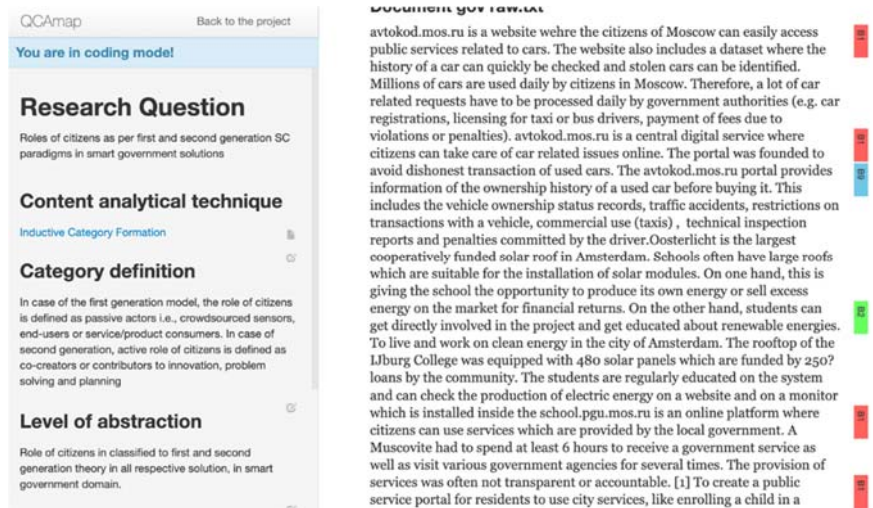 QCAmap
Back to the project
You are in coding mode!
Research Question
Roles of citizens as per first and second generation SC
paradigms in smart government solutions
Content analytical technique
Inductive Category Formation
Category definition
In case of the first generation model, the role of citizens
is defined as passive actors i.e., crowdsourced sensors,
end-users or service/product consumers. In case of
second generation, active role of citizens is defined as
co-creators or contributors to innovation, problem
solving and planning
Level of abstraction
Role of citizens in classified to first and second
generation theory in all respective solution, in smart
government domain.
Document gov raw.txt
avtokod.mos.ru is a website wehre the citizens of Moscow can easily access
public services related to cars. The website also includes a dataset where the
history of a car can quickly be checked and stolen cars can be identified.
Millions of cars are used daily by citizens in Moscow. Therefore, a lot of car
related requests have to be processed daily by government authorities (e.g. car
registrations, licensing for taxi or bus drivers, payment of fees due to
violations or penalties). avtokod.mos.ru is a central digital service where
citizens can take care of car related issues online. The portal was founded to
avoid dishonest transaction of used cars. The avtokod.mos.ru portal provides
information of the ownership history of a used car before buying it. This
includes the vehicle ownership status records, traffic accidents, restrictions on
transactions with a vehicle, commercial use (taxis) , technical inspection
reports and penalties committed by the driver.Oosterlicht is the largest
cooperatively funded solar roof in Amsterdam. Schools often have large roofs
which are suitable for the installation of solar modules. On one hand, this is
giving the school the opportunity to produce its own energy or sell excess
energy on the market for financial returns. On the other hand, students can
get directly involved in the project and get educated about renewable energies.
To live and work on clean energy in the city of Amsterdam. The rooftop of the
IJburg College was equipped with 480 solar panels which are funded by 250?
loans by the community. The students are regularly educated on the system
and can check the production of electric energy on a website and on a monitor
which is installed inside the school.pgu.mos.ru is an online platform where
citizens can use services which are provided by the local government. A
Muscovite had to spend at least 6 hours to receive a government service as
well as visit various government agencies for several times. The provision of
services was often not transparent or accountable. [1] To create a public
service portal for residents to use city services, like enrolling a child in a
B1
B1
B9
B2
B1
B1